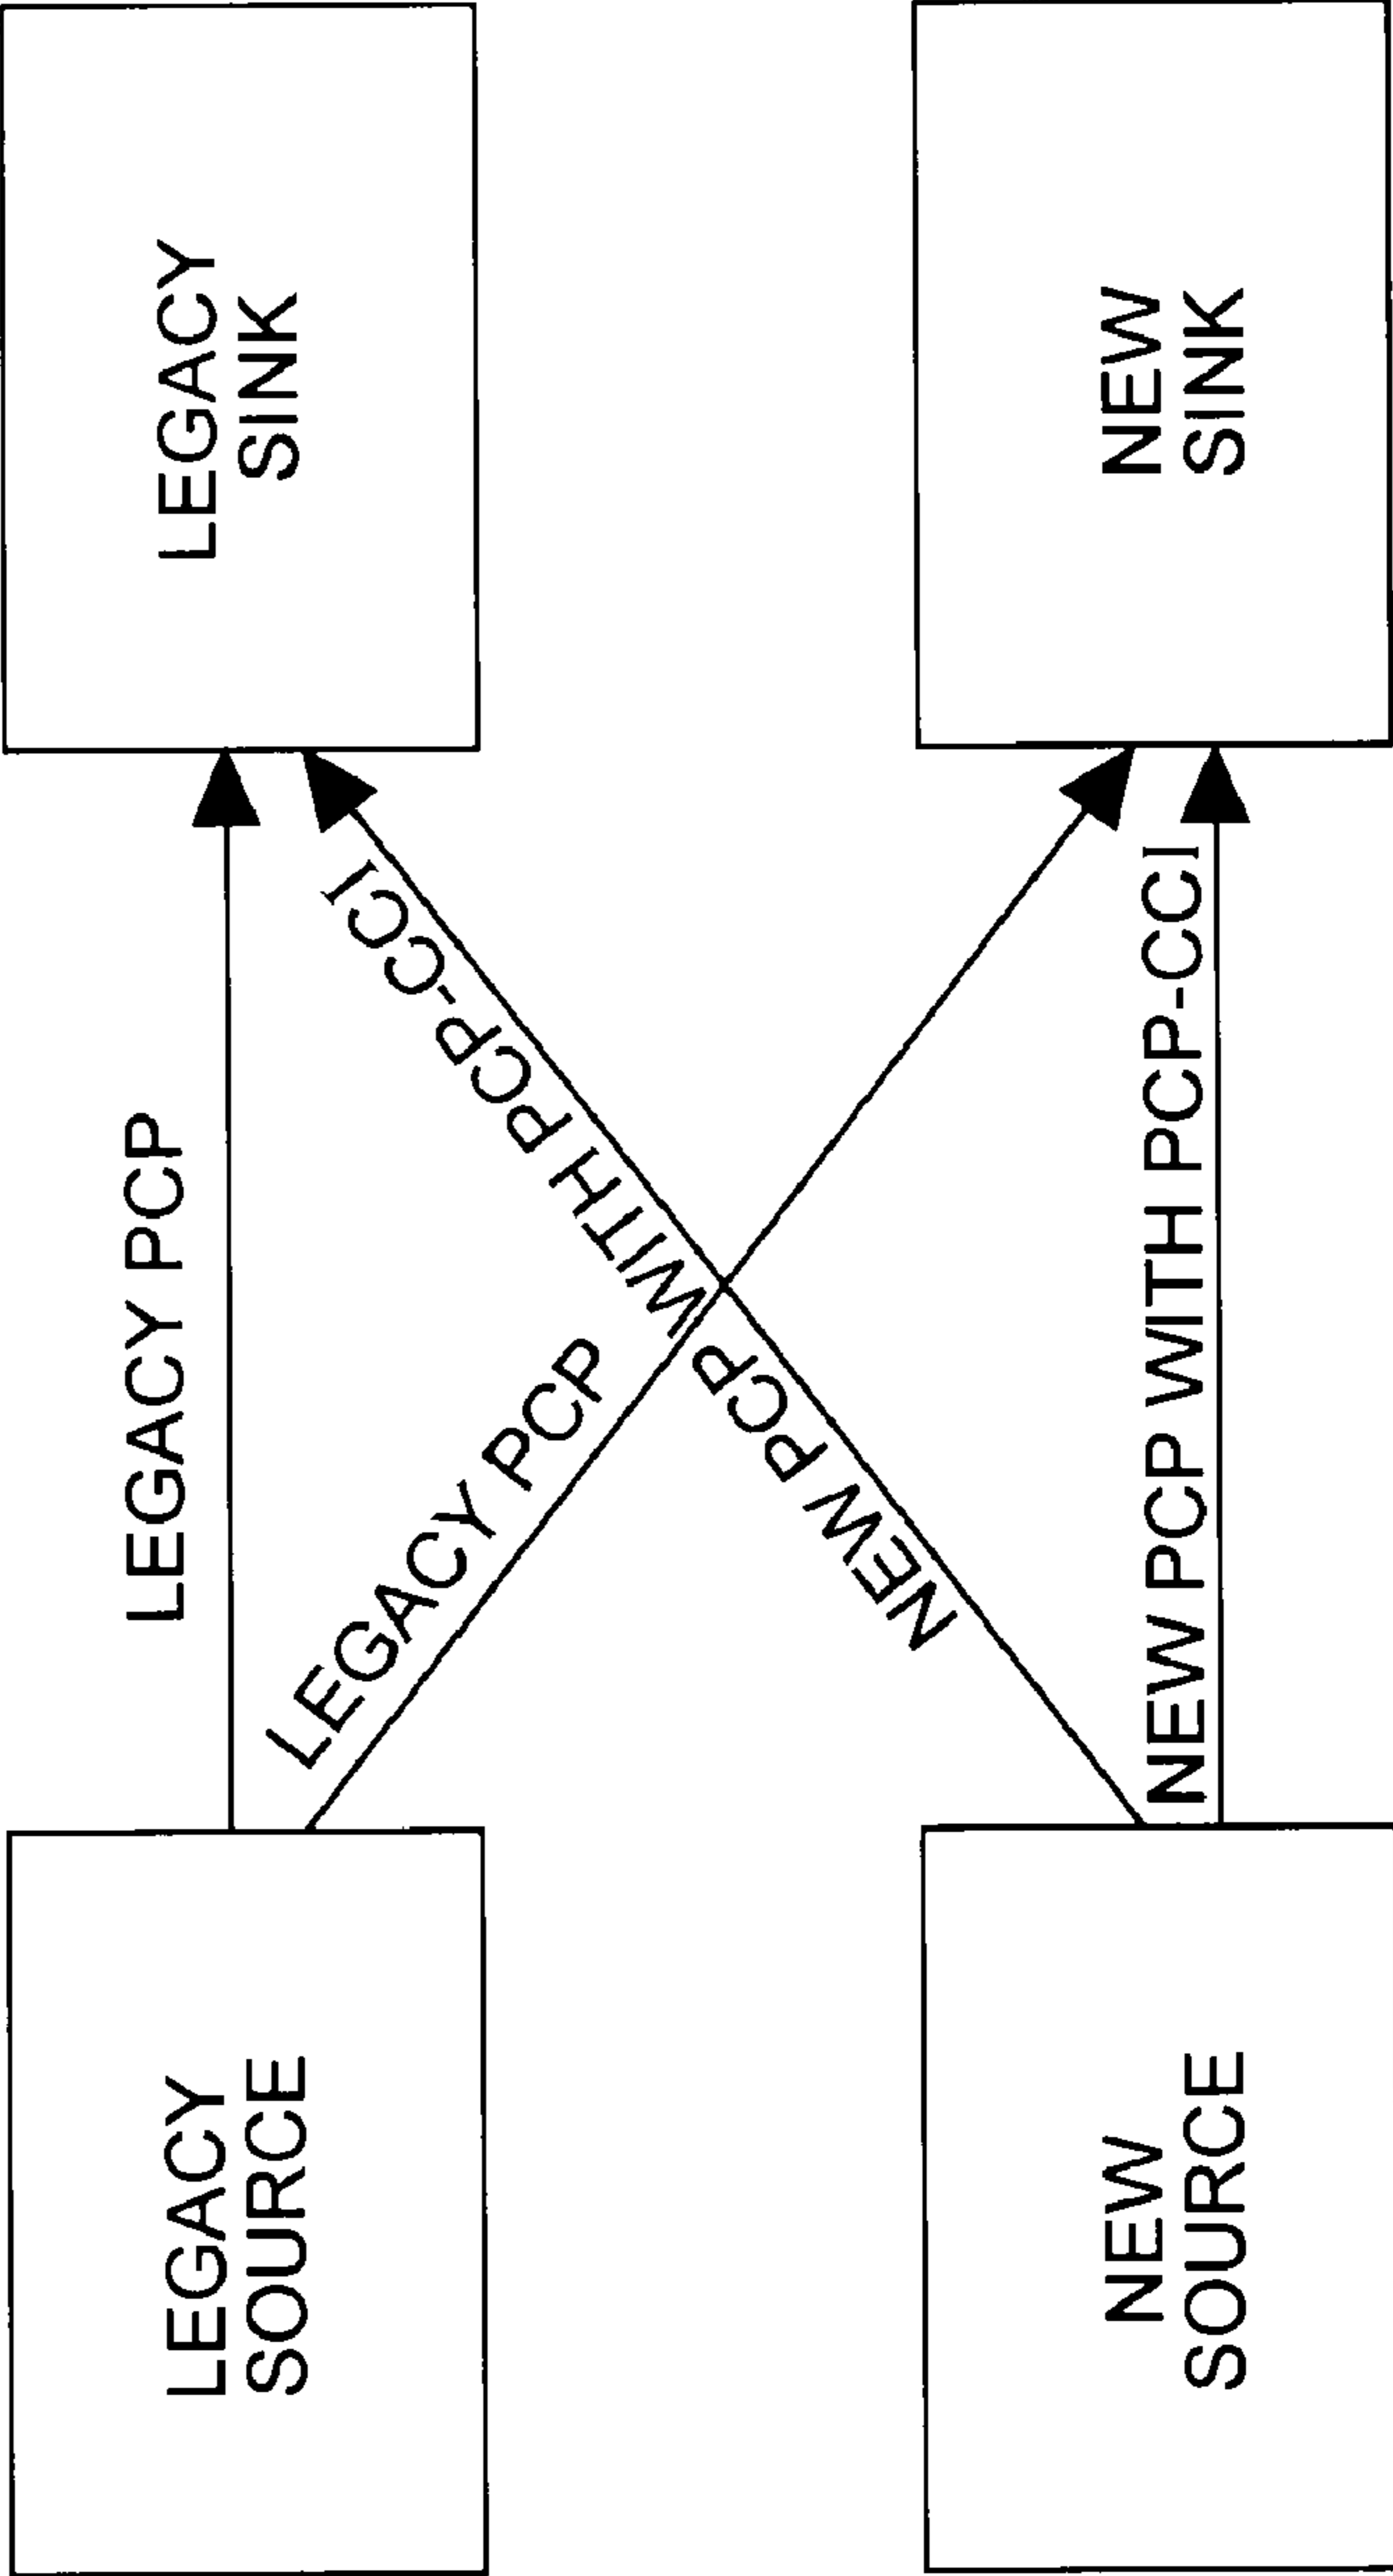 LEGACY
SOURCE
LEGACY PCP
LEGACY
SINK
LEGACY PCP
NEW PCP WITH PCP-CCI
NEW
SOURCE
NEW PCP WITH PCP-CCI
NEW
SINK